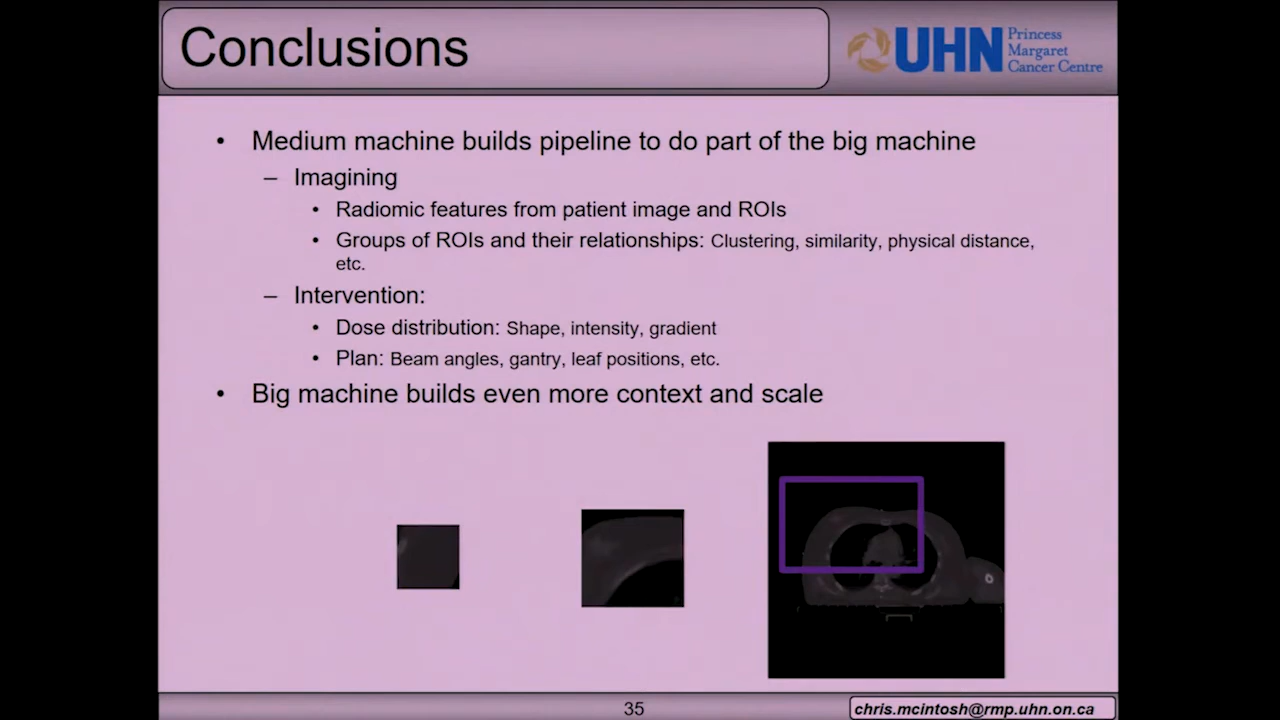 Conclusions
UHN Princess
Margaret
Cancer Centre
• Medium machine builds pipeline to do part of the big machine
– Imagining
• Radiomic features from patient image and ROIs
• Groups of ROIs and their relationships: Clustering, similarity, physical distance,
etc.
– Intervention:
• Dose distribution: Shape, intensity, gradient
• Plan: Beam angles, gantry, leaf positions, etc.
• Big machine builds even more context and scale
35
chris.mcintosh@rmp.uhn.on.ca